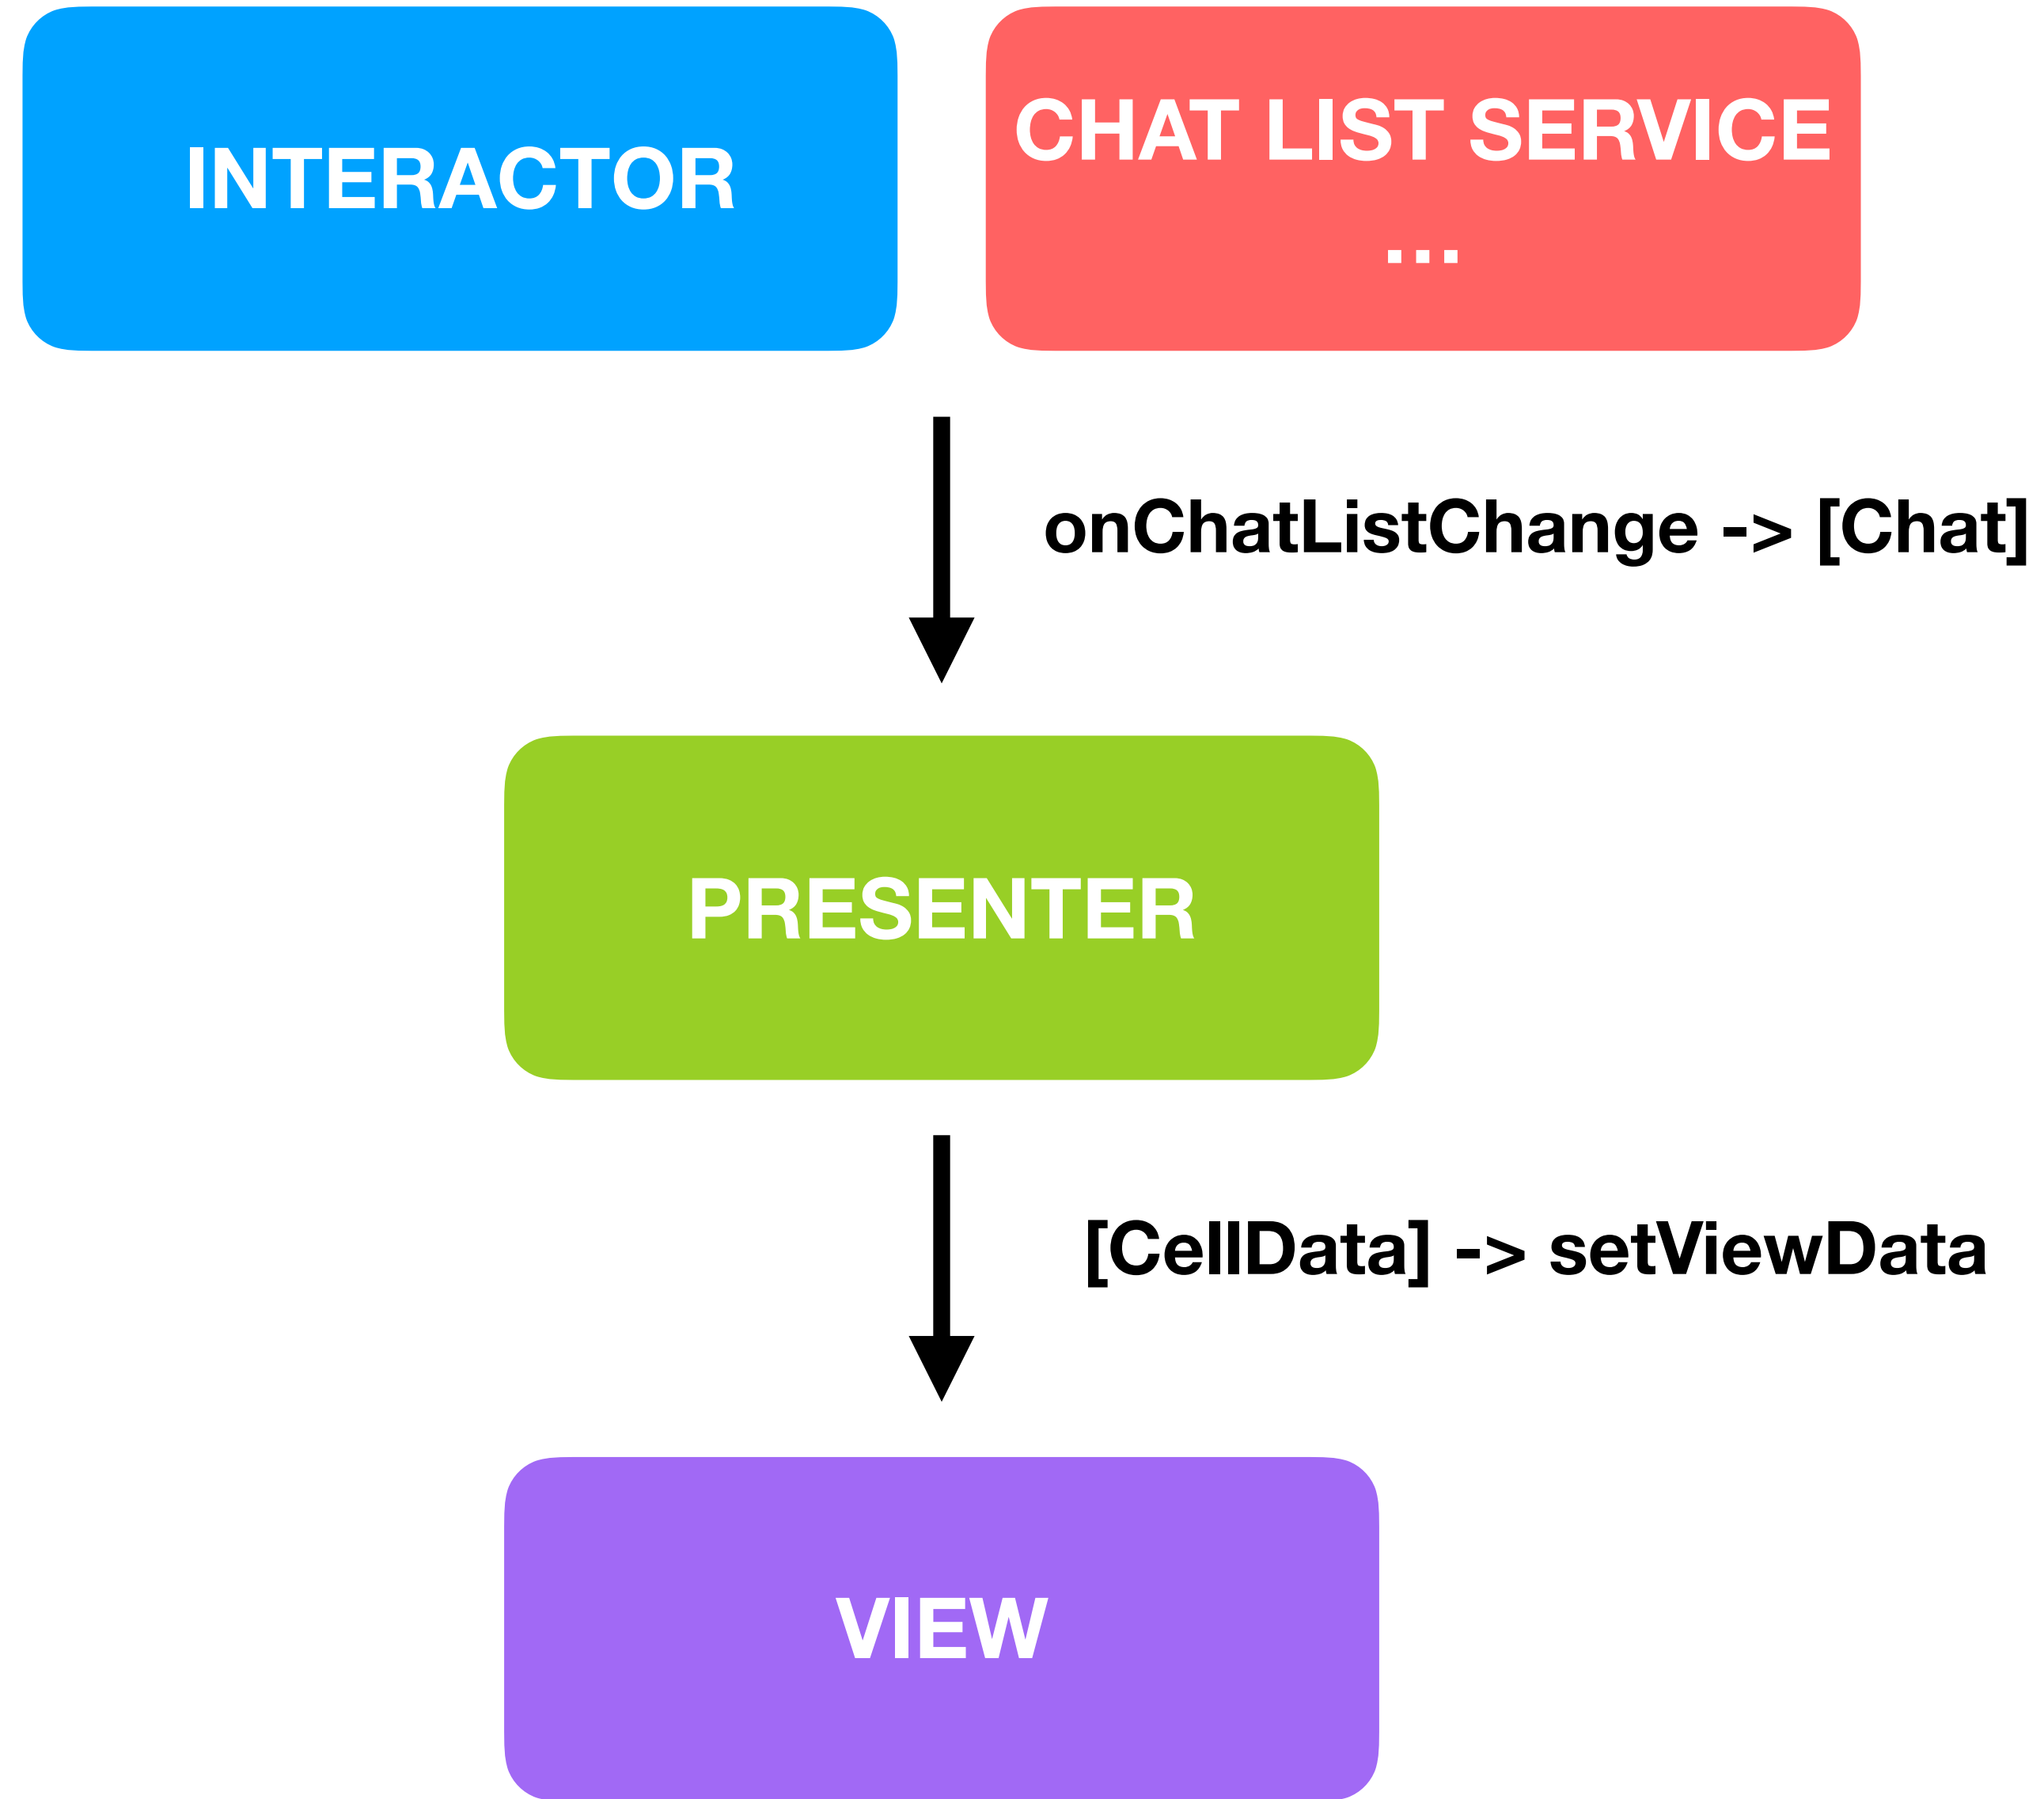 INTERACTOR
CHAT LIST SERVICE
...
onChatListChange -> [Chat]
PRESENTER
[CellData] -> setViewData
VIEW